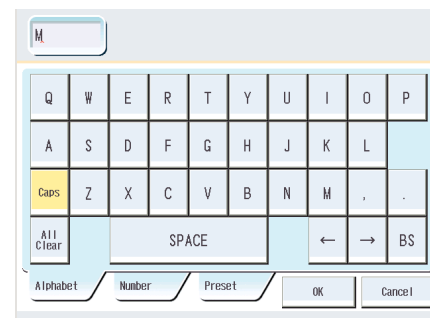 M
Q W E R T Y U I O P
A S D F G H J K L
Caps Z X C V B N M , .
All Clear SPACE ← → BS
Alphabet Number Preset OK Cancel